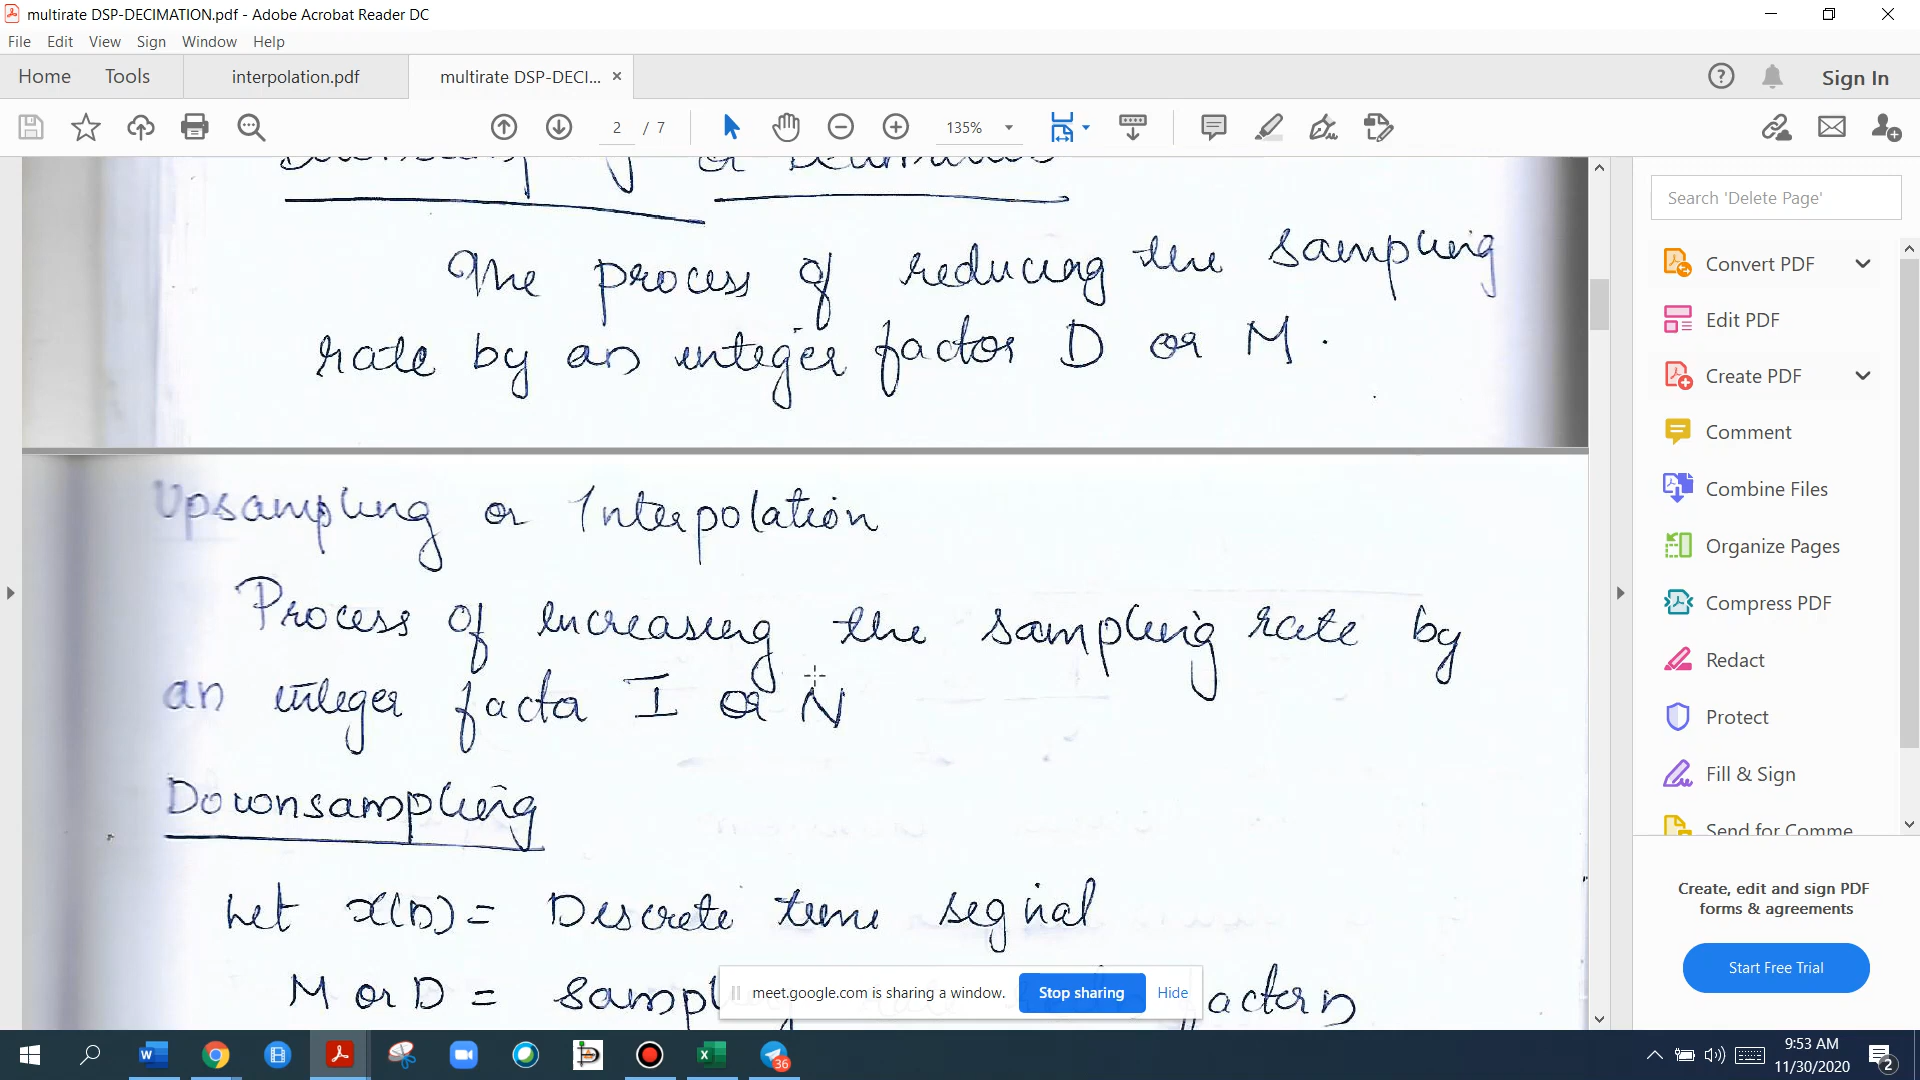 multirate DSP-DECIMATION.pdf - Adobe Acrobat Reader DC
File Edit View Sign Window Help
Home Tools interpolation.pdf multirate DSP-DECI... × Sign In
2 / 7 135%
or Decimation
The process of reducing the sampling
rate by an integer factor D or M.
Upsampling or Interpolation
Process of increasing the sampling rate by
an integer factor I or N
Downsampling
Let x(n) = Discrete time signal
M or D =
Search 'Delete Page'
Convert PDF
Edit PDF
Create PDF
Comment
Combine Files
Organize Pages
Compress PDF
Redact
Protect
Fill & Sign
Send for Comme
Create, edit and sign PDF
forms & agreements
Start Free Trial
meet.google.com is sharing a window. Stop sharing Hide
36
9:53 AM
11/30/2020
2